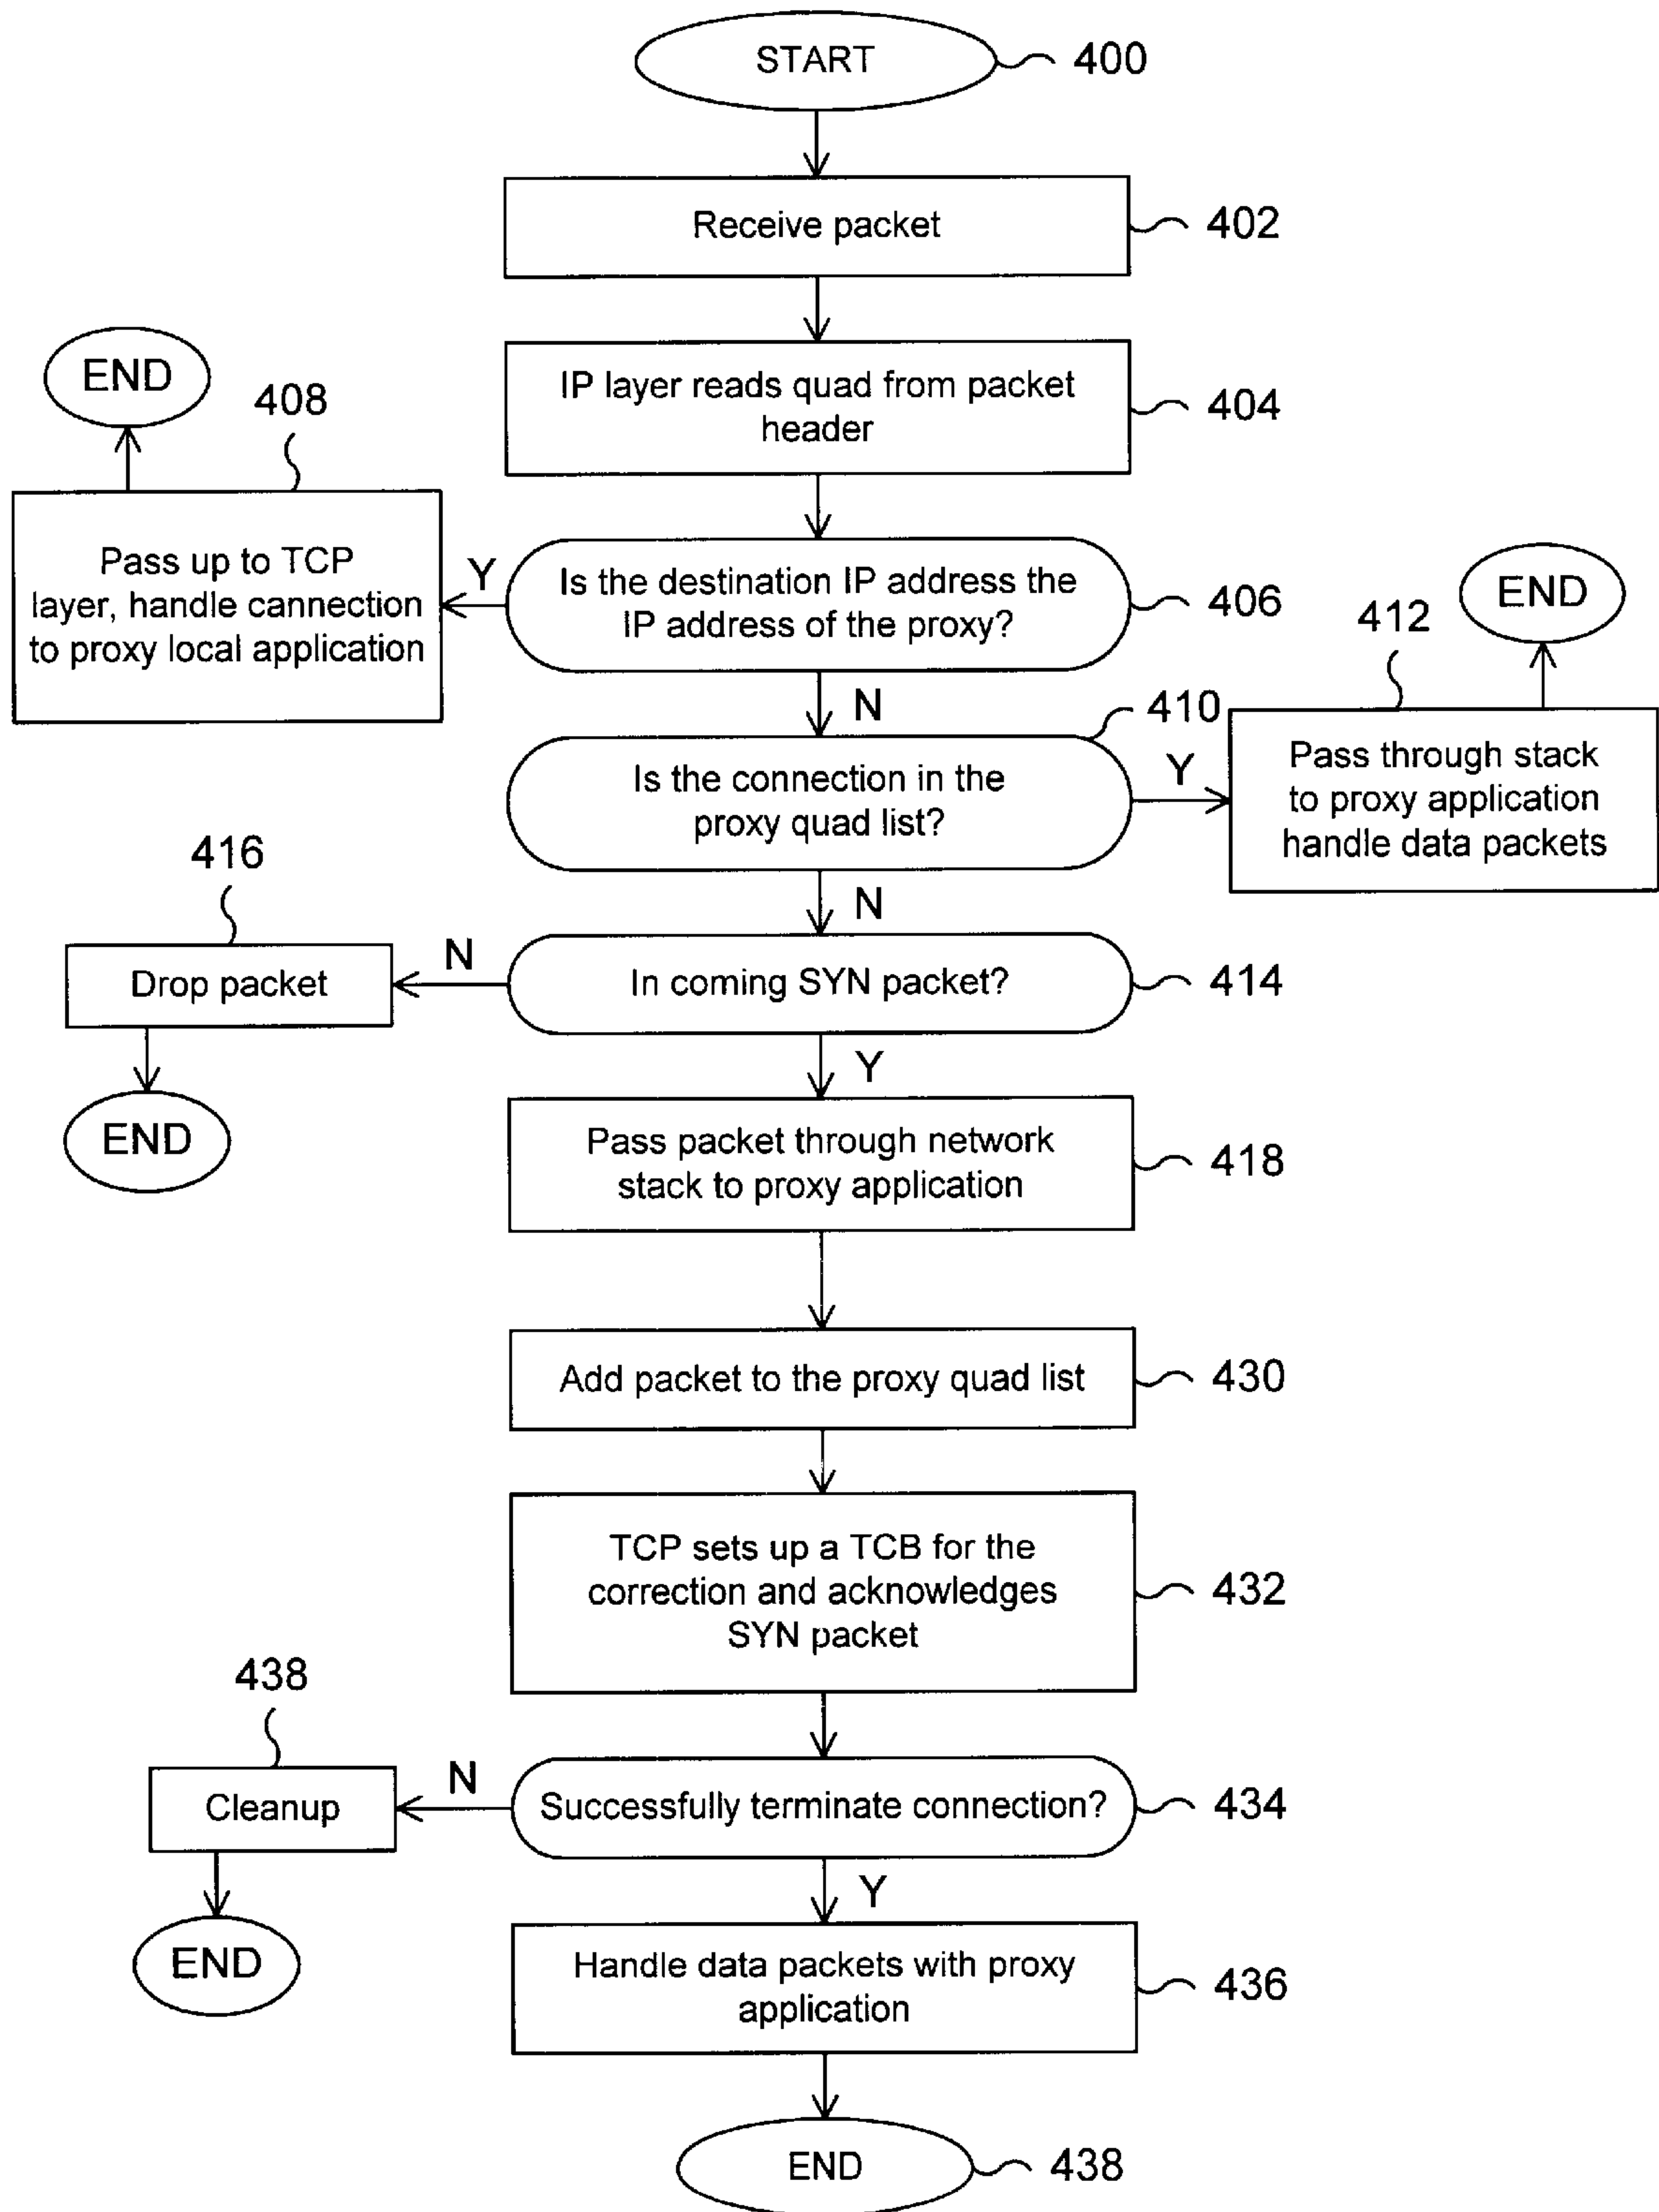 START
400
Receive packet
402
IP layer reads quad from packet
header
404
END
408
Pass up to TCP
layer, handle cannection
to proxy local application
Y
Is the destination IP address the
IP address of the proxy?
406
END
412
N
410
Is the connection in the
proxy quad list?
Y
Pass through stack
to proxy application
handle data packets
416
N
Drop packet
N
In coming SYN packet?
414
END
Y
Pass packet through network
stack to proxy application
418
Add packet to the proxy quad list
430
TCP sets up a TCB for the
correction and acknowledges
SYN packet
432
438
Cleanup
N
Successfully terminate connection?
434
END
Y
Handle data packets with proxy
application
436
END
438